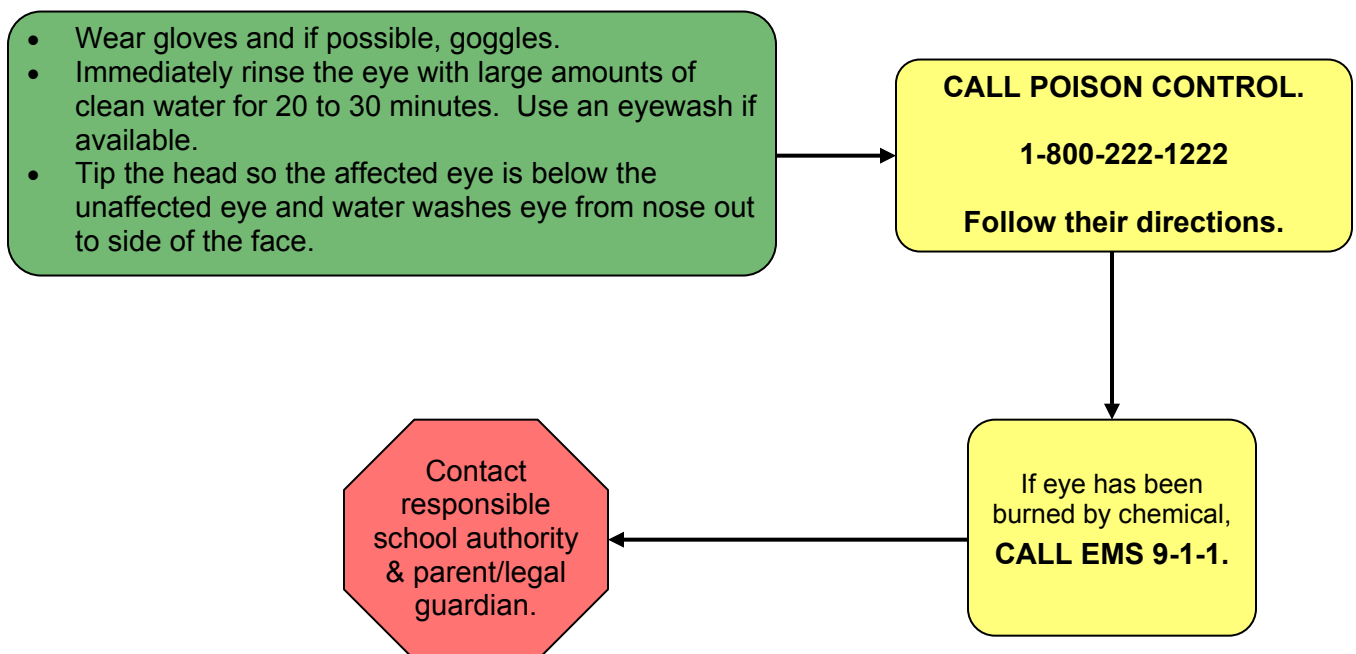 • Wear gloves and if possible, goggles.
• Immediately rinse the eye with large amounts of
clean water for 20 to 30 minutes.  Use an eyewash if
available.
• Tip the head so the affected eye is below the
unaffected eye and water washes eye from nose out
to side of the face.
CALL POISON CONTROL.
1-800-222-1222
Follow their directions.
If eye has been
burned by chemical,
CALL EMS 9-1-1.
Contact
responsible
school authority
& parent/legal
guardian.